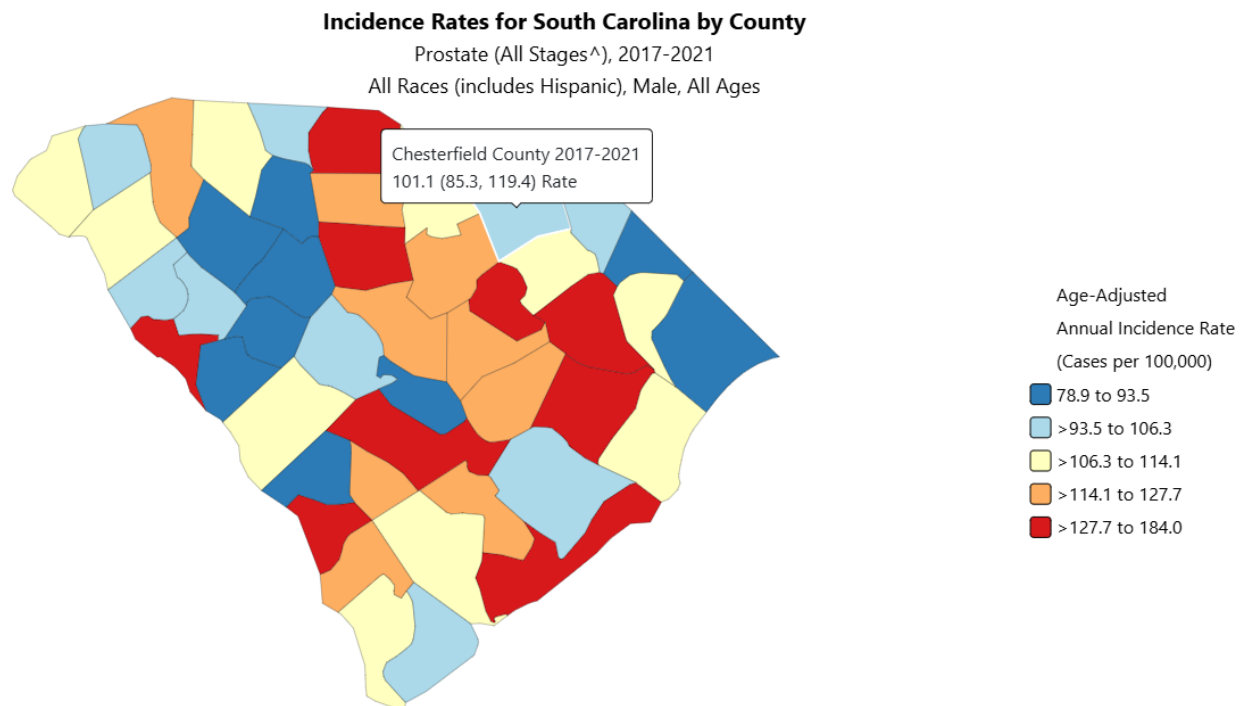 Incidence Rates for South Carolina by County
Prostate (All Stages^), 2017-2021
All Races (includes Hispanic), Male, All Ages
Chesterfield County 2017-2021
101.1 (85.3, 119.4) Rate
Age-Adjusted
Annual Incidence Rate
(Cases per 100,000)
78.9 to 93.5
>93.5 to 106.3
>106.3 to 114.1
>114.1 to 127.7
>127.7 to 184.0